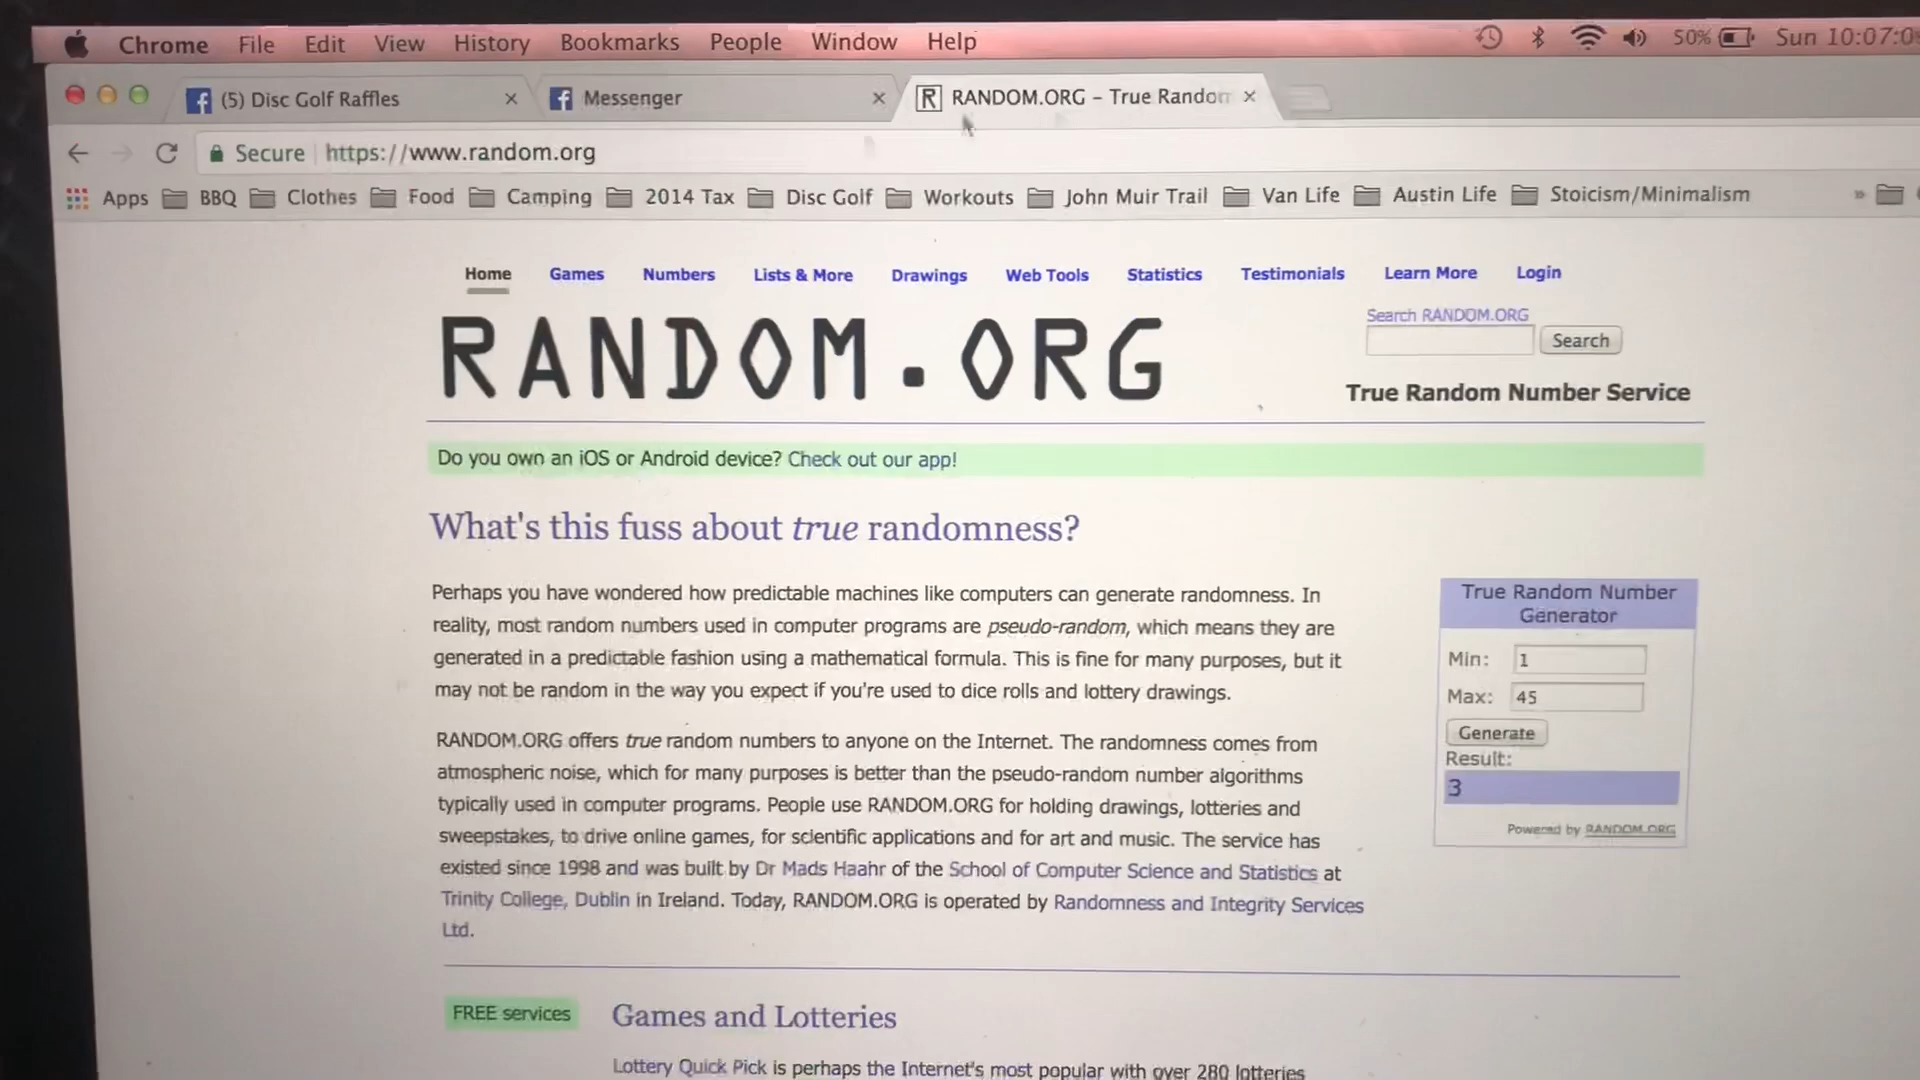 Chrome File Edit View History Bookmarks People Window Help 50% Sun 10:07:0
(5) Disc Golf Raffles Messenger RANDOM.ORG - True Random
Secure https://www.random.org
Apps BBQ Clothes Food Camping 2014 Tax Disc Golf Workouts John Muir Trail Van Life Austin Life Stoicism/Minimalism »
Home Games Numbers Lists & More Drawings Web Tools Statistics Testimonials Learn More Login
RANDOM.ORG
Search RANDOM.ORG
Search
True Random Number Service
Do you own an iOS or Android device? Check out our app!
What's this fuss about true randomness?
Perhaps you have wondered how predictable machines like computers can generate randomness. In
reality, most random numbers used in computer programs are pseudo-random, which means they are
generated in a predictable fashion using a mathematical formula. This is fine for many purposes, but it
may not be random in the way you expect if you're used to dice rolls and lottery drawings.
RANDOM.ORG offers true random numbers to anyone on the Internet. The randomness comes from
atmospheric noise, which for many purposes is better than the pseudo-random number algorithms
typically used in computer programs. People use RANDOM.ORG for holding drawings, lotteries and
sweepstakes, to drive online games, for scientific applications and for art and music. The service has
existed since 1998 and was built by Dr Mads Haahr of the School of Computer Science and Statistics at
Trinity College, Dublin in Ireland. Today, RANDOM.ORG is operated by Randomness and Integrity Services
Ltd.
True Random Number
Generator
Min: 1
Max: 45
Generate
Result:
3
Powered by RANDOM.ORG
FREE services
Games and Lotteries
Lottery Quick Pick is perhaps the Internet's most popular with over 280 lotteries